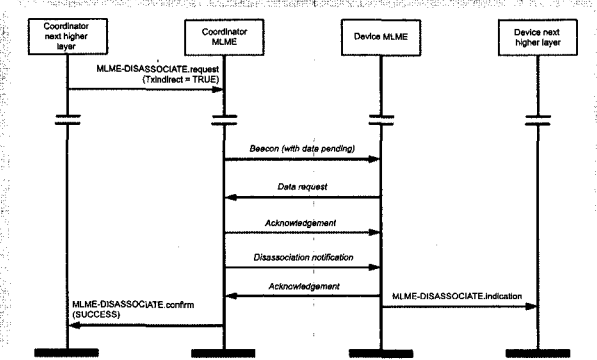 Coordinator
next higher
layer
Coordinator
MLME
Device MLME
Device next
higher layer
MLME-DISASSOCIATE.request
(TxIndirect = TRUE)
Beacon (with data pending)
Data request
Acknowledgement
Disassociation notification
Acknowledgement
MLME-DISASSOCIATE.indication
MLME-DISASSOCIATE.confirm
(SUCCESS)